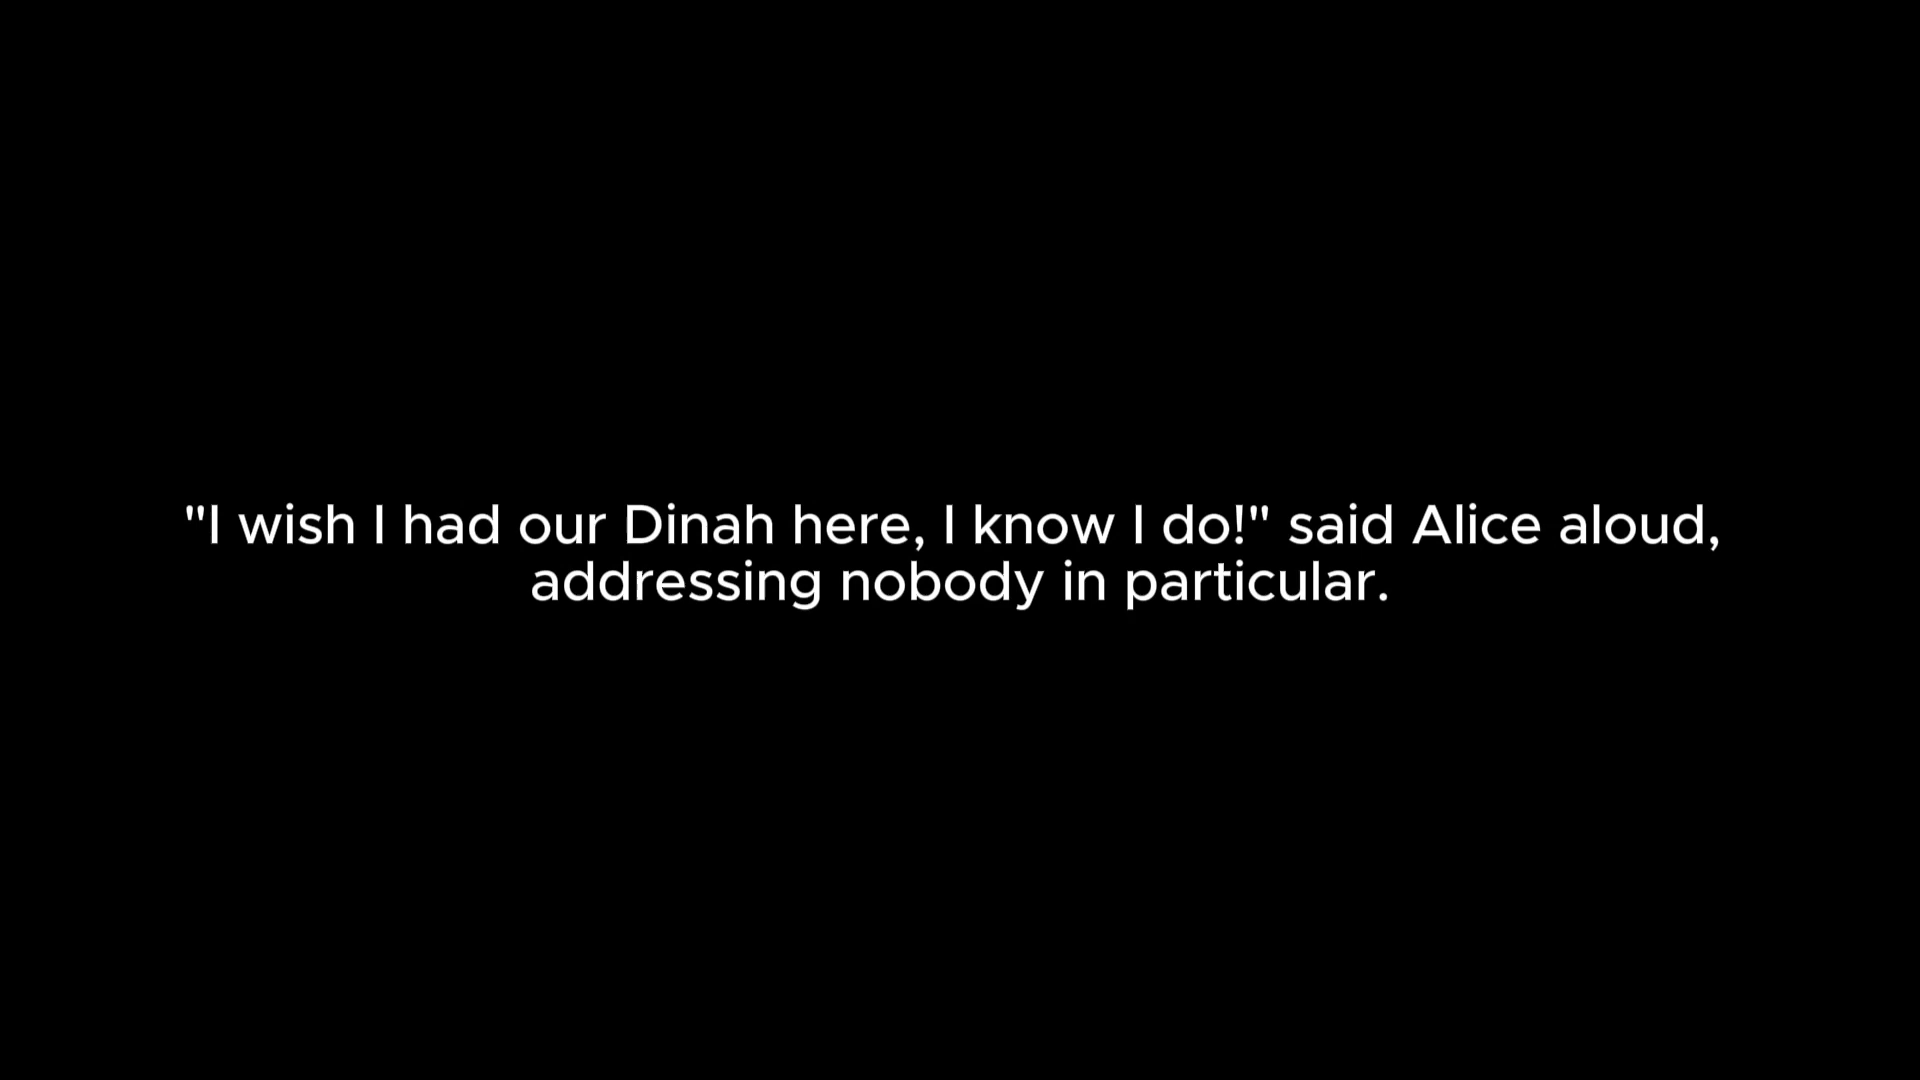 "I wish I had our Dinah here, I know I do!" said Alice aloud,
addressing nobody in particular.